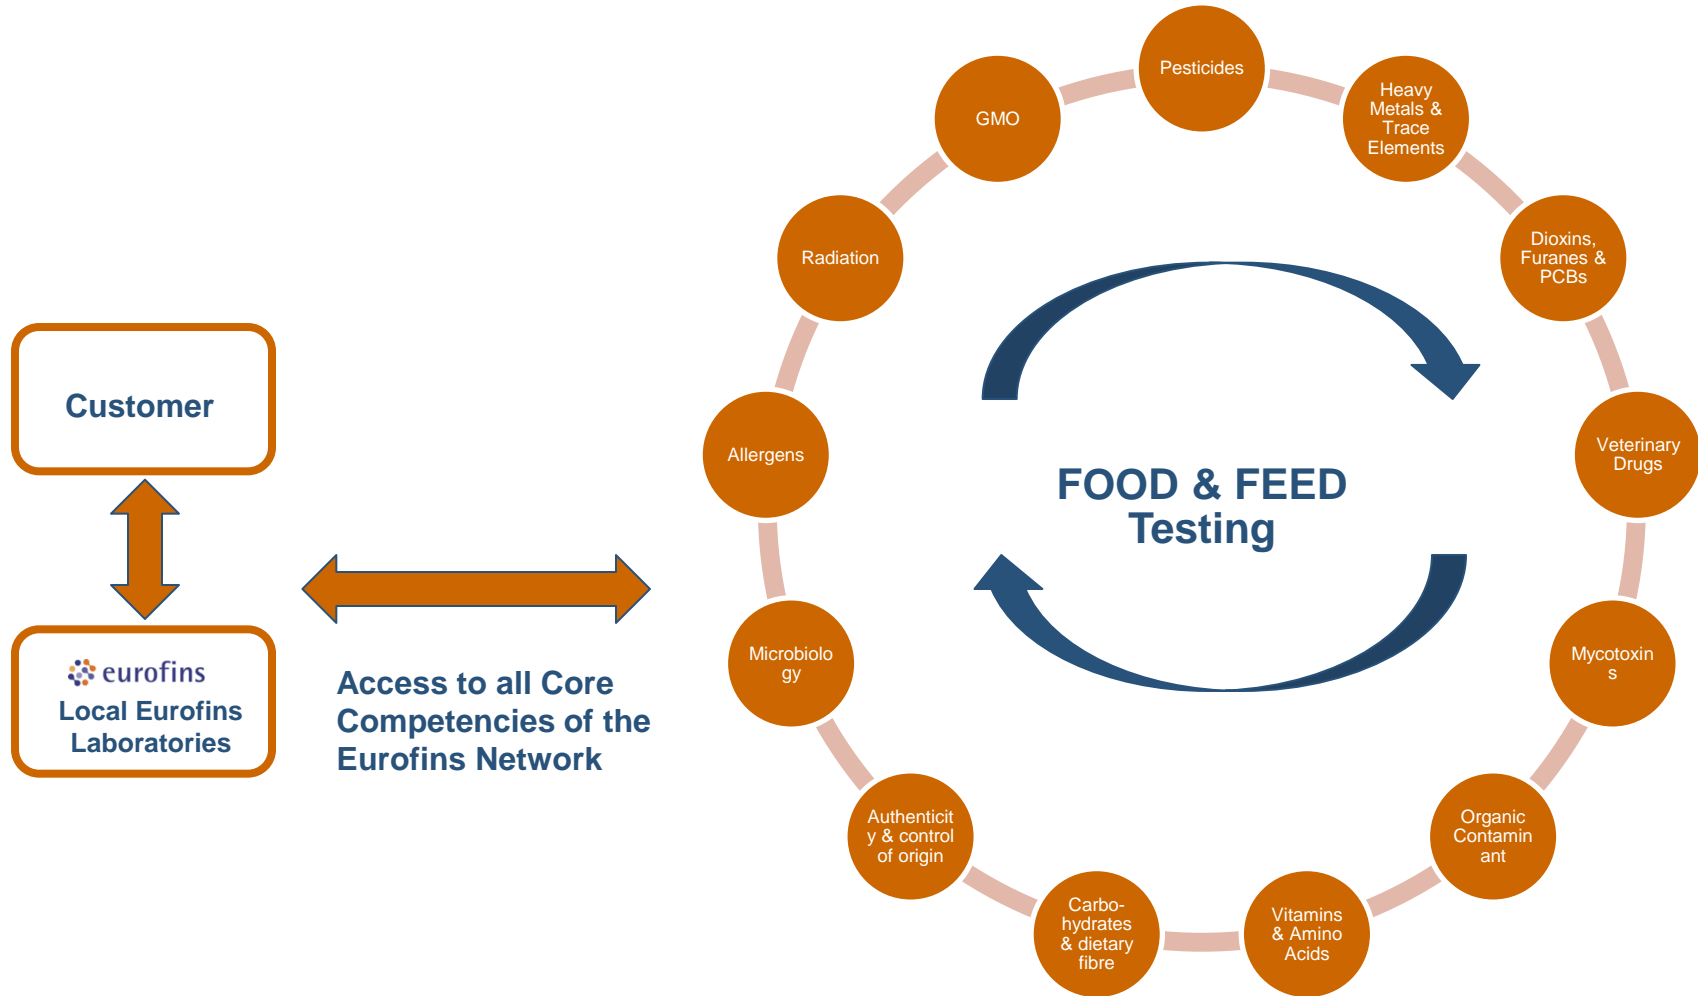 Customer
eurofins
Local Eurofins
Laboratories
Access to all Core
Competencies of the
Eurofins Network
FOOD & FEED
Testing
Pesticides
Heavy
Metals &
Trace
Elements
Dioxins,
Furanes &
PCBs
Veterinary
Drugs
Mycotoxin
s
Organic
Contamin
ant
Vitamins
& Amino
Acids
Carbo-
hydrates
& dietary
fibre
Authenticit
y & control
of origin
Microbiolo
gy
Allergens
Radiation
GMO